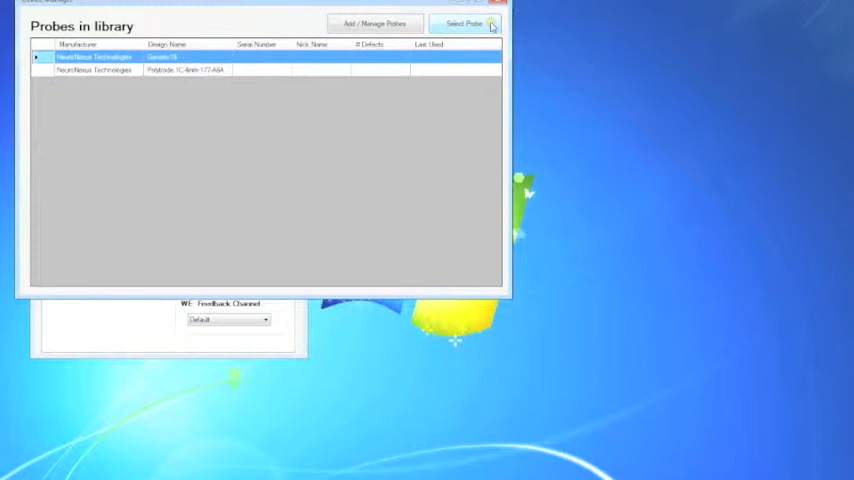 Probes in library
Add / Manage Probes
Select Probe
Manufacturer Design Name Serial Number Nick Name # Defects Last Used
NeuroNexus Technologies Generic16
NeuroNexus Technologies Polytrode 1C-4mm-177-A64
WE Feedback Channel
Default